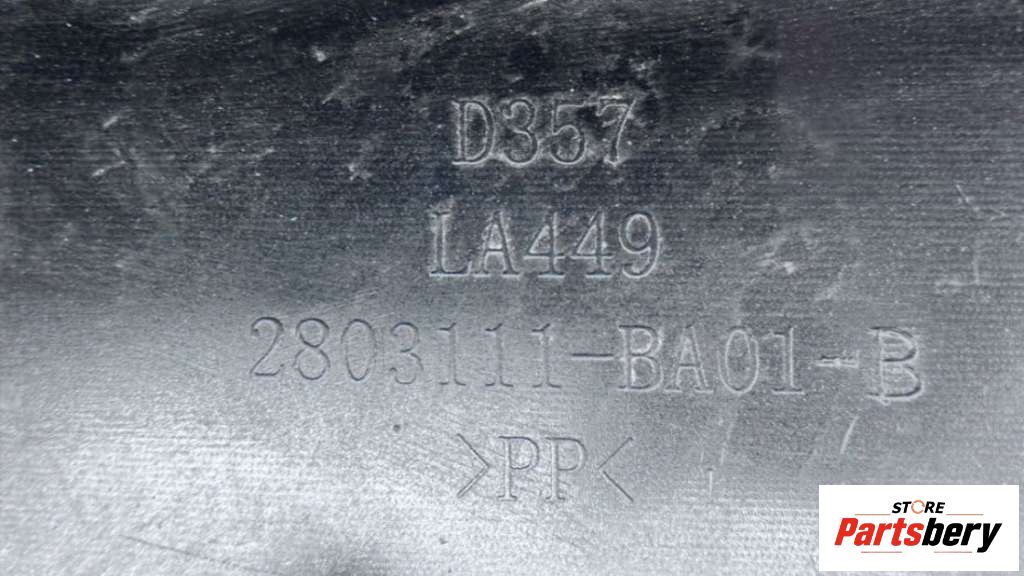 D357
LA449
2803111-BA01-B
>PP<
STORE
Partsbery